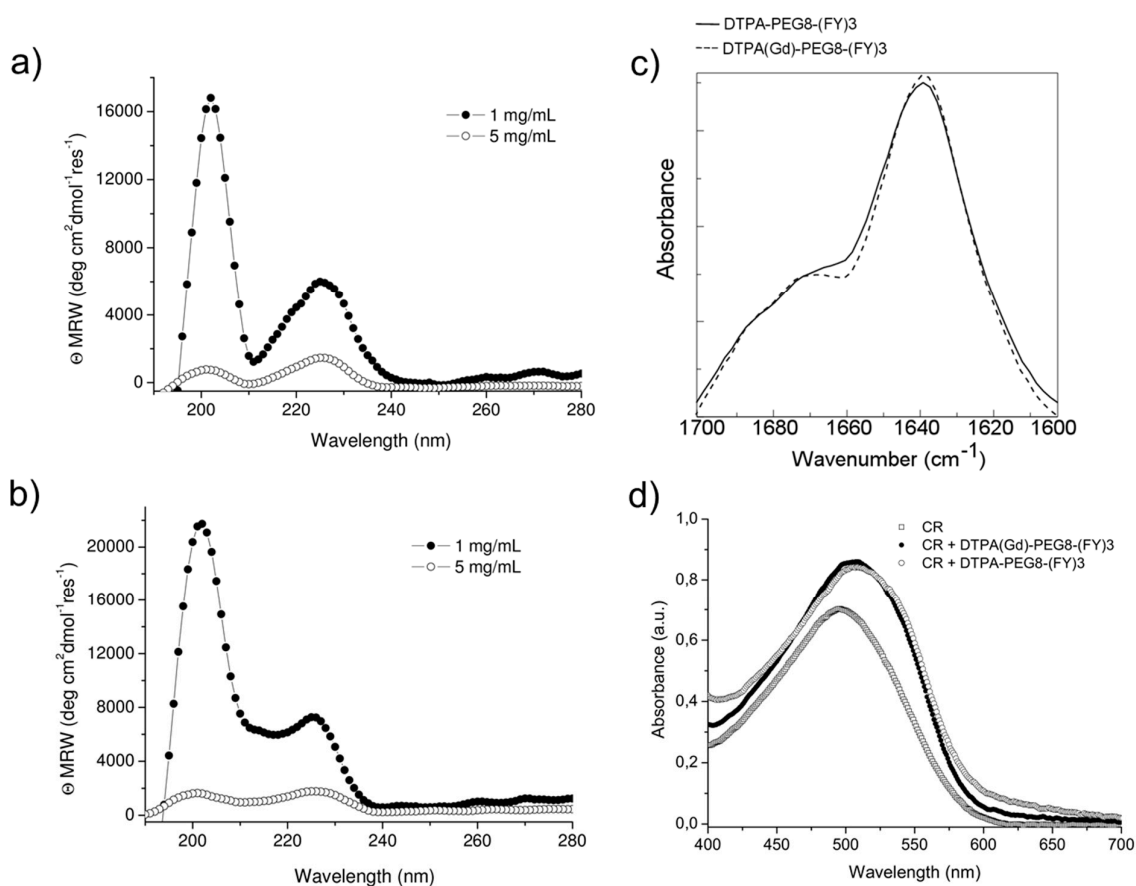 a)
16000
12000
8000
4000
0
Θ MRW (deg cm²dmol⁻¹res⁻¹)
1 mg/mL
5 mg/mL
200 220 240 260 280
Wavelength (nm)
b)
20000
16000
12000
8000
4000
0
Θ MRW (deg cm²dmol⁻¹res⁻¹)
1 mg/mL
5 mg/mL
200 220 240 260 280
Wavelength (nm)
DTPA-PEG8-(FY)3
DTPA(Gd)-PEG8-(FY)3
c)
Absorbance
1700 1680 1660 1640 1620 1600
Wavenumber (cm⁻¹)
d)
1,0
0,8
0,6
0,4
0,2
0,0
Absorbance (a.u.)
CR
CR + DTPA(Gd)-PEG8-(FY)3
CR + DTPA-PEG8-(FY)3
400 450 500 550 600 650 700
Wavelength (nm)